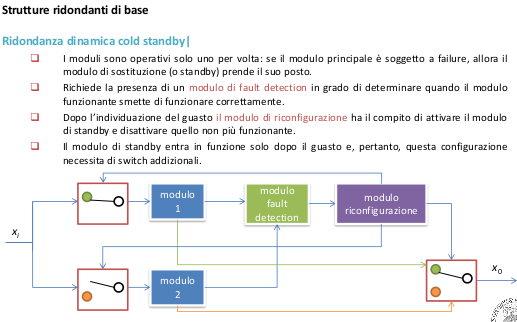 Strutture ridondanti di base
Ridondanza dinamica cold standby|
I moduli sono operativi solo uno per volta: se il modulo principale è soggetto a failure, allora il
modulo di sostituzione (o standby) prende il suo posto.
Richiede la presenza di un modulo di fault detection in grado di determinare quando il modulo
funzionante smette di funzionare correttamente.
Dopo l'individuazione del guasto il modulo di riconfigurazione ha il compito di attivare il modulo
di standby e disattivare quello non più funzionante.
Il modulo di standby entra in funzione solo dopo il guasto e, pertanto, questa configurazione
necessita di switch addizionali.
modulo
1
modulo
fault
detection
modulo
riconfigurazione
xi
modulo
2
x0